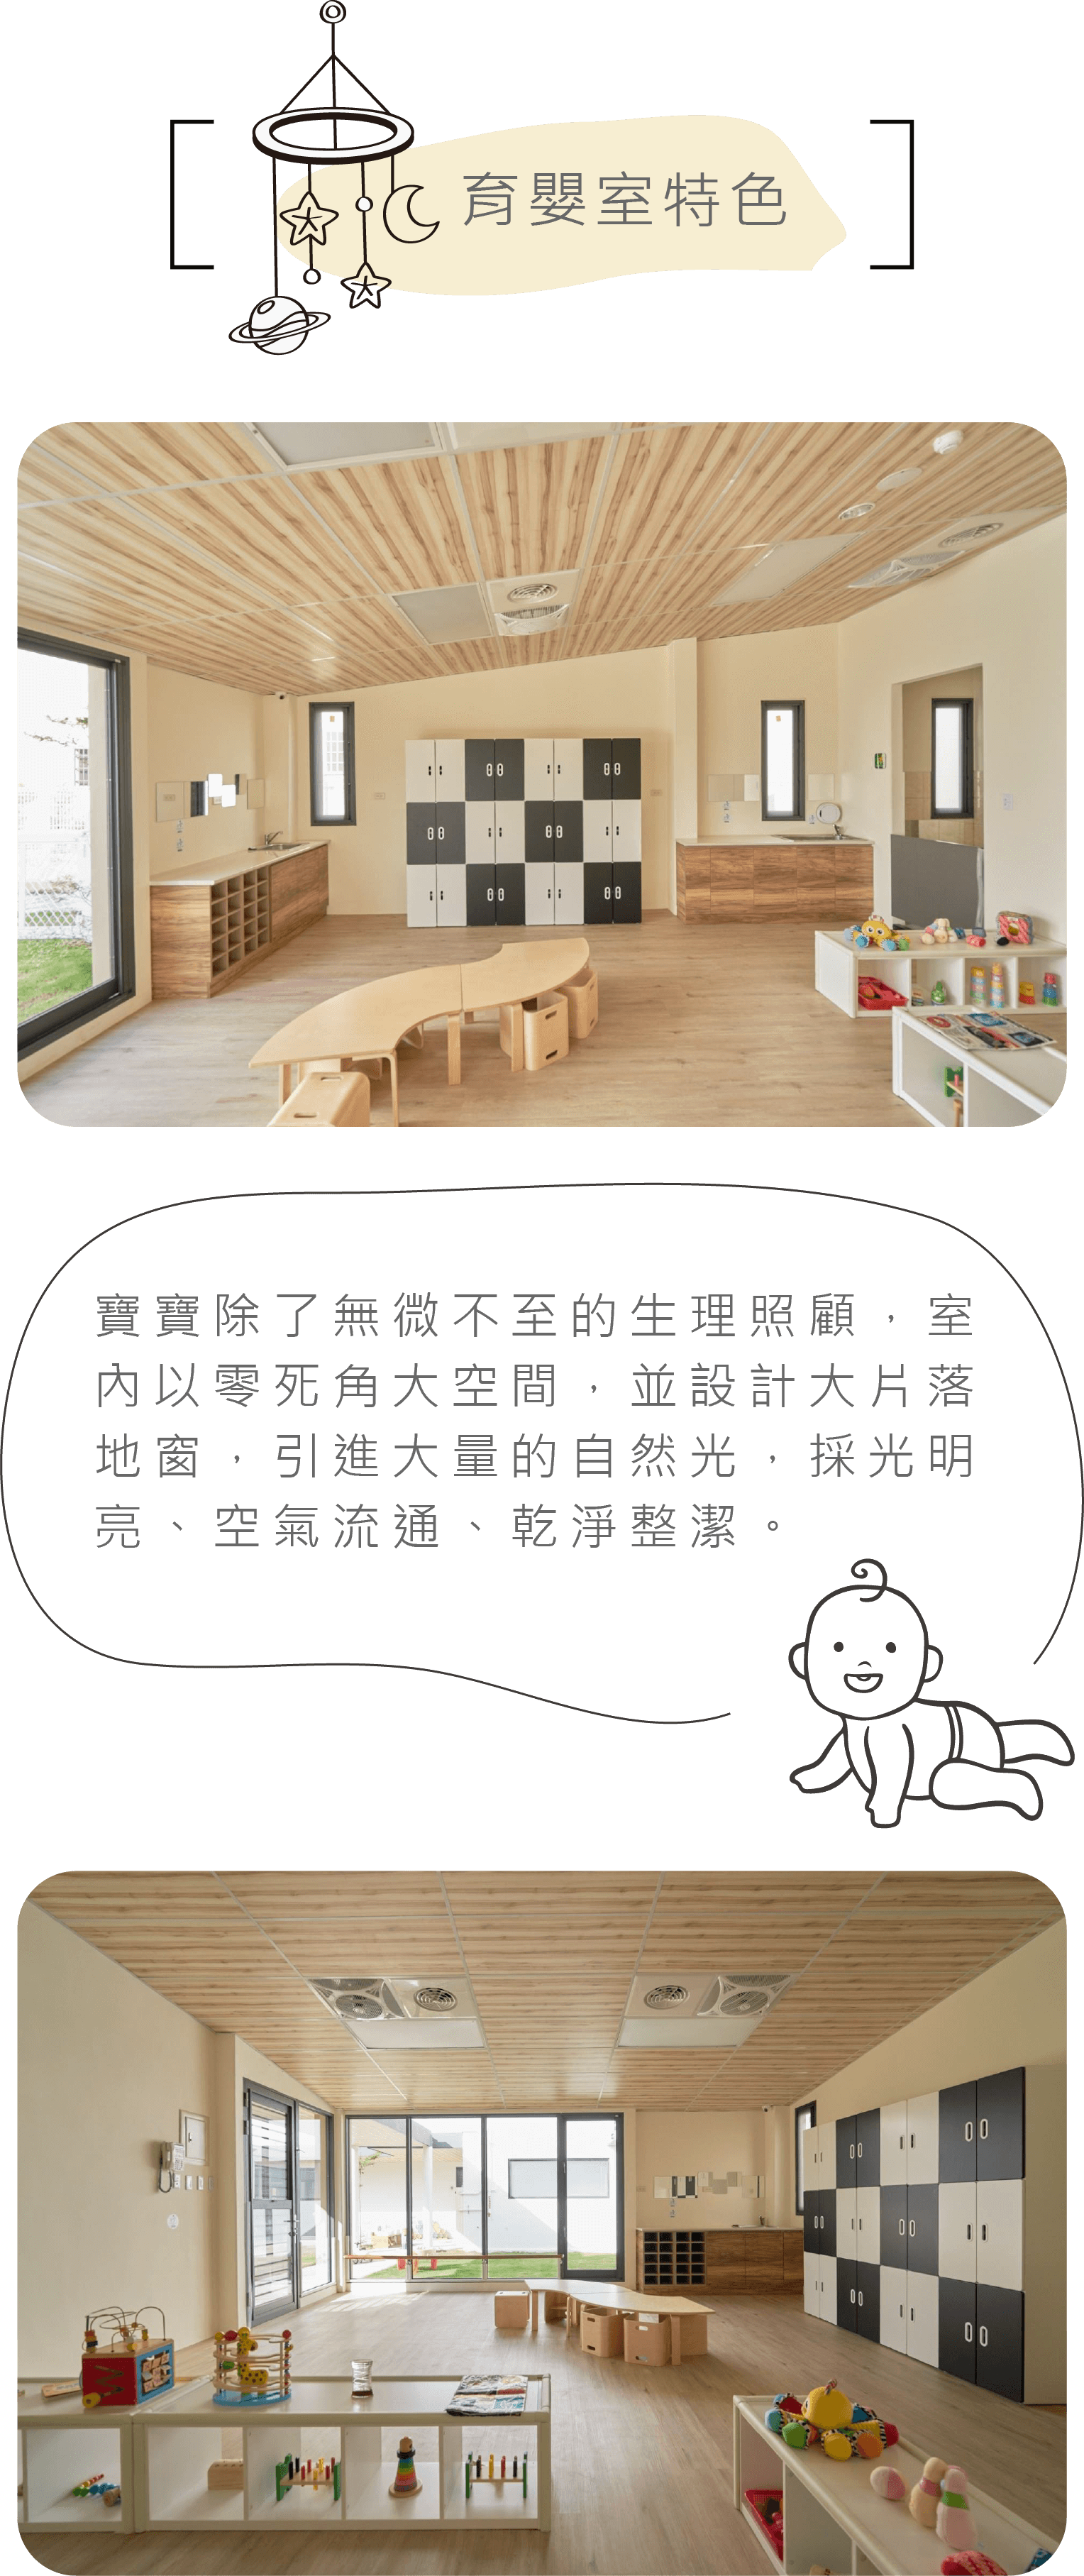 育嬰室特色
寶寶除了無微不至的生理照顧，室
內以零死角大空間，並設計大片落
地窗，引進大量的自然光，採光明
亮、空氣流通、乾淨整潔。